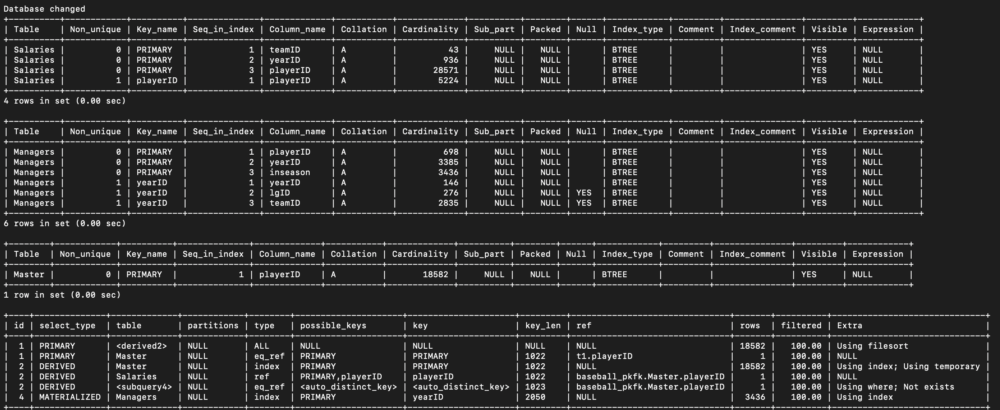 Database changed
+----------+------------+----------+--------------+-------------+-----------+-------------+----------+--------+------+------------+---------+---------------+---------+------------+
| Table    | Non_unique | Key_name | Seq_in_index | Column_name | Collation | Cardinality | Sub_part | Packed | Null | Index_type | Comment | Index_comment | Visible | Expression |
+----------+------------+----------+--------------+-------------+-----------+-------------+----------+--------+------+------------+---------+---------------+---------+------------+
| Salaries |          0 | PRIMARY  |            1 | teamID      | A         |          43 |     NULL |   NULL |      | BTREE      |         |               | YES     | NULL       |
| Salaries |          0 | PRIMARY  |            2 | yearID      | A         |         936 |     NULL |   NULL |      | BTREE      |         |               | YES     | NULL       |
| Salaries |          0 | PRIMARY  |            3 | playerID    | A         |       28571 |     NULL |   NULL |      | BTREE      |         |               | YES     | NULL       |
| Salaries |          1 | playerID |            1 | playerID    | A         |        5224 |     NULL |   NULL |      | BTREE      |         |               | YES     | NULL       |
+----------+------------+----------+--------------+-------------+-----------+-------------+----------+--------+------+------------+---------+---------------+---------+------------+
4 rows in set (0.00 sec)

+----------+------------+----------+--------------+-------------+-----------+-------------+----------+--------+------+------------+---------+---------------+---------+------------+
| Table    | Non_unique | Key_name | Seq_in_index | Column_name | Collation | Cardinality | Sub_part | Packed | Null | Index_type | Comment | Index_comment | Visible | Expression |
+----------+------------+----------+--------------+-------------+-----------+-------------+----------+--------+------+------------+---------+---------------+---------+------------+
| Managers |          0 | PRIMARY  |            1 | playerID    | A         |         698 |     NULL |   NULL |      | BTREE      |         |               | YES     | NULL       |
| Managers |          0 | PRIMARY  |            2 | yearID      | A         |        3385 |     NULL |   NULL |      | BTREE      |         |               | YES     | NULL       |
| Managers |          0 | PRIMARY  |            3 | inseason    | A         |        3436 |     NULL |   NULL |      | BTREE      |         |               | YES     | NULL       |
| Managers |          1 | yearID   |            1 | yearID      | A         |         146 |     NULL |   NULL |      | BTREE      |         |               | YES     | NULL       |
| Managers |          1 | yearID   |            2 | lgID        | A         |         276 |     NULL |   NULL | YES  | BTREE      |         |               | YES     | NULL       |
| Managers |          1 | yearID   |            3 | teamID      | A         |        2835 |     NULL |   NULL | YES  | BTREE      |         |               | YES     | NULL       |
+----------+------------+----------+--------------+-------------+-----------+-------------+----------+--------+------+------------+---------+---------------+---------+------------+
6 rows in set (0.00 sec)

+--------+------------+----------+--------------+-------------+-----------+-------------+----------+--------+------+------------+---------+---------------+---------+------------+
| Table  | Non_unique | Key_name | Seq_in_index | Column_name | Collation | Cardinality | Sub_part | Packed | Null | Index_type | Comment | Index_comment | Visible | Expression |
+--------+------------+----------+--------------+-------------+-----------+-------------+----------+--------+------+------------+---------+---------------+---------+------------+
| Master |          0 | PRIMARY  |            1 | playerID    | A         |       18582 |     NULL |   NULL |      | BTREE      |         |               | YES     | NULL       |
+--------+------------+----------+--------------+-------------+-----------+-------------+----------+--------+------+------------+---------+---------------+---------+------------+
1 row in set (0.00 sec)

+----+--------------+-------------+------------+--------+---------------------+---------------------+---------+-------------------------------+-------+----------+------------------------------+
| id | select_type  | table       | partitions | type   | possible_keys       | key                 | key_len | ref                           | rows  | filtered | Extra                        |
+----+--------------+-------------+------------+--------+---------------------+---------------------+---------+-------------------------------+-------+----------+------------------------------+
|  1 | PRIMARY      | <derived2>  | NULL       | ALL    | NULL                | NULL                | NULL    | NULL                          | 18582 |   100.00 | Using filesort               |
|  1 | PRIMARY      | Master      | NULL       | eq_ref | PRIMARY             | PRIMARY             | 1022    | t1.playerID                   |     1 |   100.00 | NULL                         |
|  2 | DERIVED      | Master      | NULL       | index  | PRIMARY             | PRIMARY             | 1022    | NULL                          | 18582 |   100.00 | Using index; Using temporary |
|  2 | DERIVED      | Salaries    | NULL       | ref    | PRIMARY,playerID    | playerID            | 1022    | baseball_pkfk.Master.playerID |     1 |   100.00 | NULL                         |
|  2 | DERIVED      | <subquery4> | NULL       | eq_ref | <auto_distinct_key> | <auto_distinct_key> | 1023    | baseball_pkfk.Master.playerID |     1 |   100.00 | Using where; Not exists      |
|  4 | MATERIALIZED | Managers    | NULL       | index  | PRIMARY             | yearID              | 2050    | NULL                          |  3436 |   100.00 | Using index                  |
+----+--------------+-------------+------------+--------+---------------------+---------------------+---------+-------------------------------+-------+----------+------------------------------+